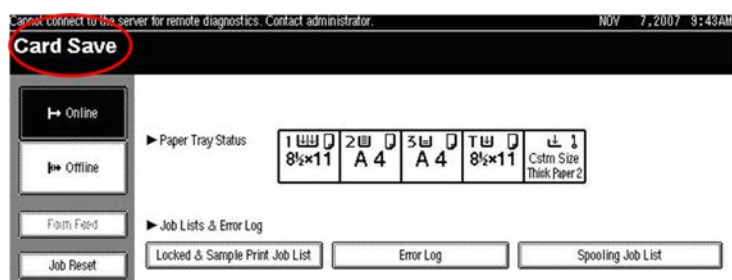 Cannot connect to the server for remote diagnostics. Contact administrator. NOV 7,2007 9:43AM
Card Save
Online
Paper Tray Status
1 2 3 T
8½×11 A 4 A 4 8½×11 Cstm Size
Thick Paper 2
Offline
Form Feed
Job Lists & Error Log
Job Reset
Locked & Sample Print Job List Error Log Spooling Job List